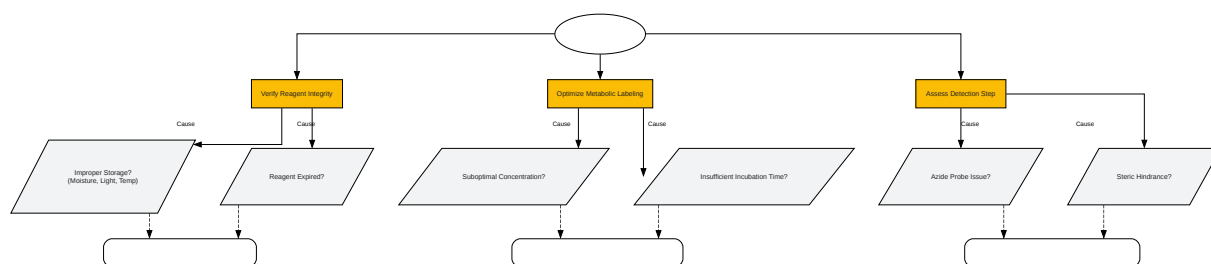 Verify Reagent Integrity
Optimize Metabolic Labeling
Assess Detection Step
Cause
Cause
Cause
Cause
Cause
Cause
Improper Storage?
(Moisture, Light, Temp)
Reagent Expired?
Suboptimal Concentration?
Insufficient Incubation Time?
Azide Probe Issue?
Steric Hindrance?